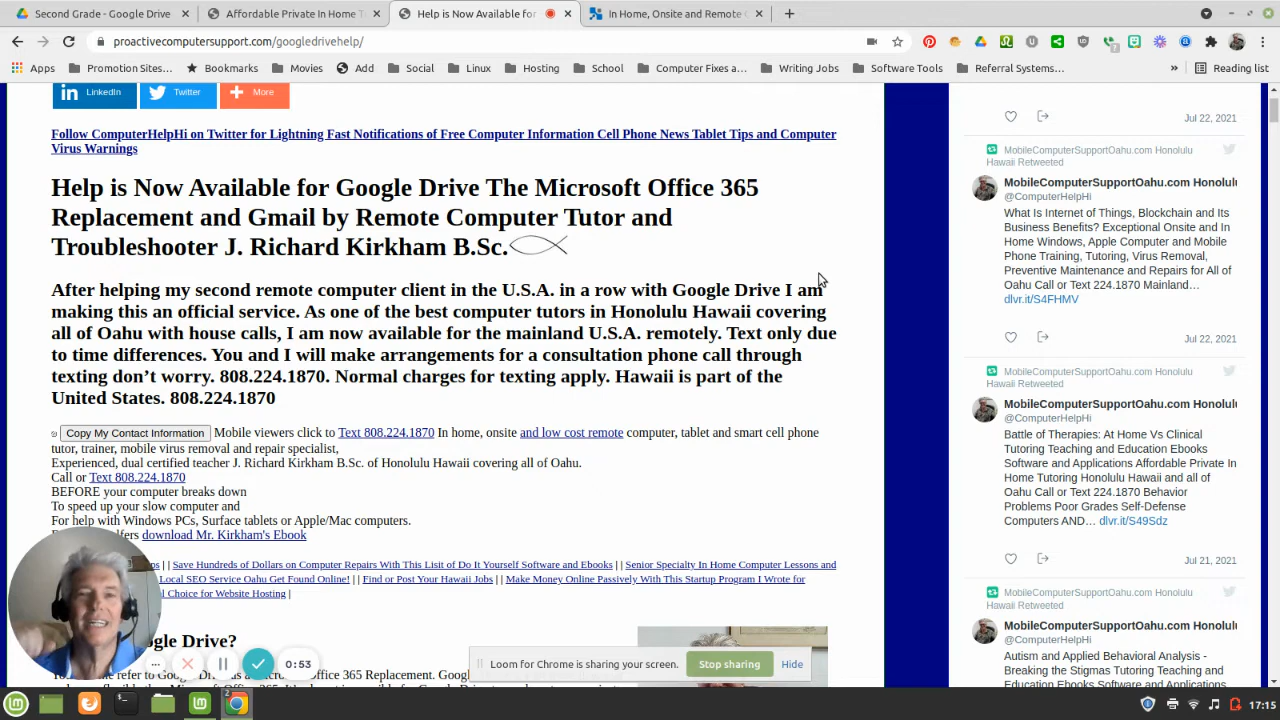 Second Grade - Google Drive
Affordable Private In Home T
Help is Now Available for
In Home, Onsite and Remote C
proactivecomputersupport.com/googledrivehelp/
Apps
Promotion Sites...
Bookmarks
Movies
Add
Social
Linux
Hosting
School
Computer Fixes a...
Writing Jobs
Software Tools
Referral Systems...
»
Reading list
LinkedIn
Twitter
More
Follow ComputerHelpHi on Twitter for Lightning Fast Notifications of Free Computer Information Cell Phone News Tablet Tips and Computer
Virus Warnings
Help is Now Available for Google Drive The Microsoft Office 365
Replacement and Gmail by Remote Computer Tutor and
Troubleshooter J. Richard Kirkham B.Sc.
After helping my second remote computer client in the U.S.A. in a row with Google Drive I am
making this an official service. As one of the best computer tutors in Honolulu Hawaii covering
all of Oahu with house calls, I am now available for the mainland U.S.A. remotely. Text only due
to time differences. You and I will make arrangements for a consultation phone call through
texting don't worry. 808.224.1870. Normal charges for texting apply. Hawaii is part of the
United States. 808.224.1870
Copy My Contact Information Mobile viewers click to Text 808.224.1870 In home, onsite and low cost remote computer, tablet and smart cell phone
tutor, trainer, mobile virus removal and repair specialist,
Experienced, dual certified teacher J. Richard Kirkham B.Sc. of Honolulu Hawaii covering all of Oahu.
Call or Text 808.224.1870
BEFORE your computer breaks down
To speed up your slow computer and
For help with Windows PCs, Surface tablets or Apple/Mac computers.
download Mr. Kirkham's Ebook
| | Save Hundreds of Dollars on Computer Repairs With This Lisit of Do It Yourself Software and Ebooks | | Senior Specialty In Home Computer Lessons and
Local SEO Service Oahu Get Found Online! | | Find or Post Your Hawaii Jobs | | Make Money Online Passively With This Startup Program I Wrote for
l Choice for Website Hosting |
gle Drive?
0:53
Loom for Chrome is sharing your screen.
Stop sharing
Hide
Jul 22, 2021
MobileComputerSupportOahu.com Honolulu
Hawaii Retweeted
MobileComputerSupportOahu.com Honolulu
@ComputerHelpHi
What Is Internet of Things, Blockchain and Its
Business Benefits? Exceptional Onsite and In
Home Windows, Apple Computer and Mobile
Phone Training, Tutoring, Virus Removal,
Preventive Maintenance and Repairs for All of
Oahu Call or Text 224.1870 Mainland...
dlvr.it/S4FHMV
Jul 22, 2021
MobileComputerSupportOahu.com Honolulu
Hawaii Retweeted
MobileComputerSupportOahu.com Honolulu
@ComputerHelpHi
Battle of Therapies: At Home Vs Clinical
Tutoring Teaching and Education Ebooks
Software and Applications Affordable Private In
Home Tutoring Honolulu Hawaii and all of
Oahu Call or Text 224.1870 Behavior
Problems Poor Grades Self-Defense
Computers AND... dlvr.it/S49Sdz
Jul 21, 2021
MobileComputerSupportOahu.com Honolulu
Hawaii Retweeted
MobileComputerSupportOahu.com Honolulu
@ComputerHelpHi
Autism and Applied Behavioral Analysis -
Breaking the Stigmas Tutoring Teaching and
Education Ebooks Software and Applications
17:15